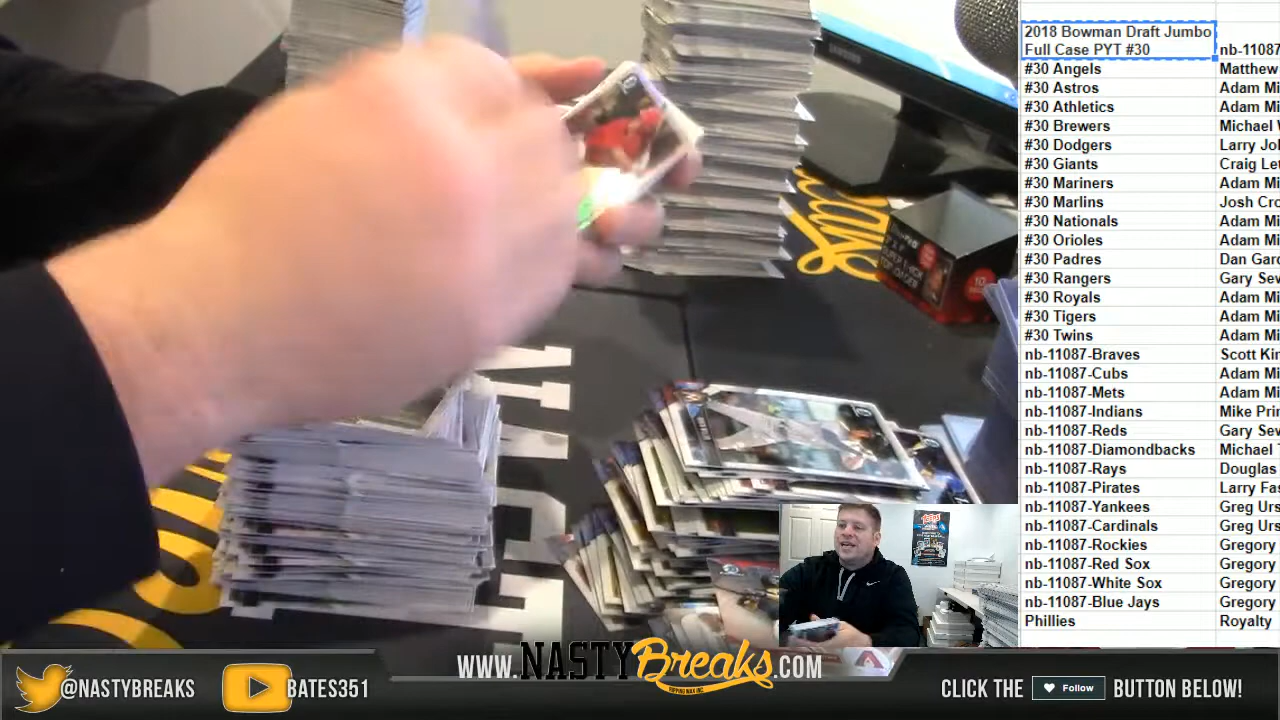 2018 Bowman Draft Jumbo
Full Case PYT #30 nb-11087
#30 Angels Matthew
#30 Astros Adam Mi
#30 Athletics Adam Mi
#30 Brewers Michael
#30 Dodgers Larry Jo
#30 Giants Craig Le
#30 Mariners Adam Mi
#30 Marlins Josh Cro
#30 Nationals Adam Mi
#30 Orioles Adam Mi
#30 Padres Dan Gard
#30 Rangers Gary Sev
#30 Royals Adam Mi
#30 Tigers Adam Mi
#30 Twins Adam Mi
nb-11087-Braves Scott Kin
nb-11087-Cubs Adam Mi
nb-11087-Mets Adam Mi
nb-11087-Indians Mike Pri
nb-11087-Reds Gary Sev
nb-11087-Diamondbacks Michael
nb-11087-Rays Douglas
nb-11087-Pirates Larry Fa
nb-11087-Yankees Greg Urs
nb-11087-Cardinals Greg Urs
nb-11087-Rockies Gregory
nb-11087-Red Sox Gregory
nb-11087-White Sox Gregory
nb-11087-Blue Jays Gregory
Phillies Royalty
SAMSUNG
@NASTYBREAKS
BATES351
WWW.NASTYBreaks.COM
CLICK THE Follow BUTTON BELOW!